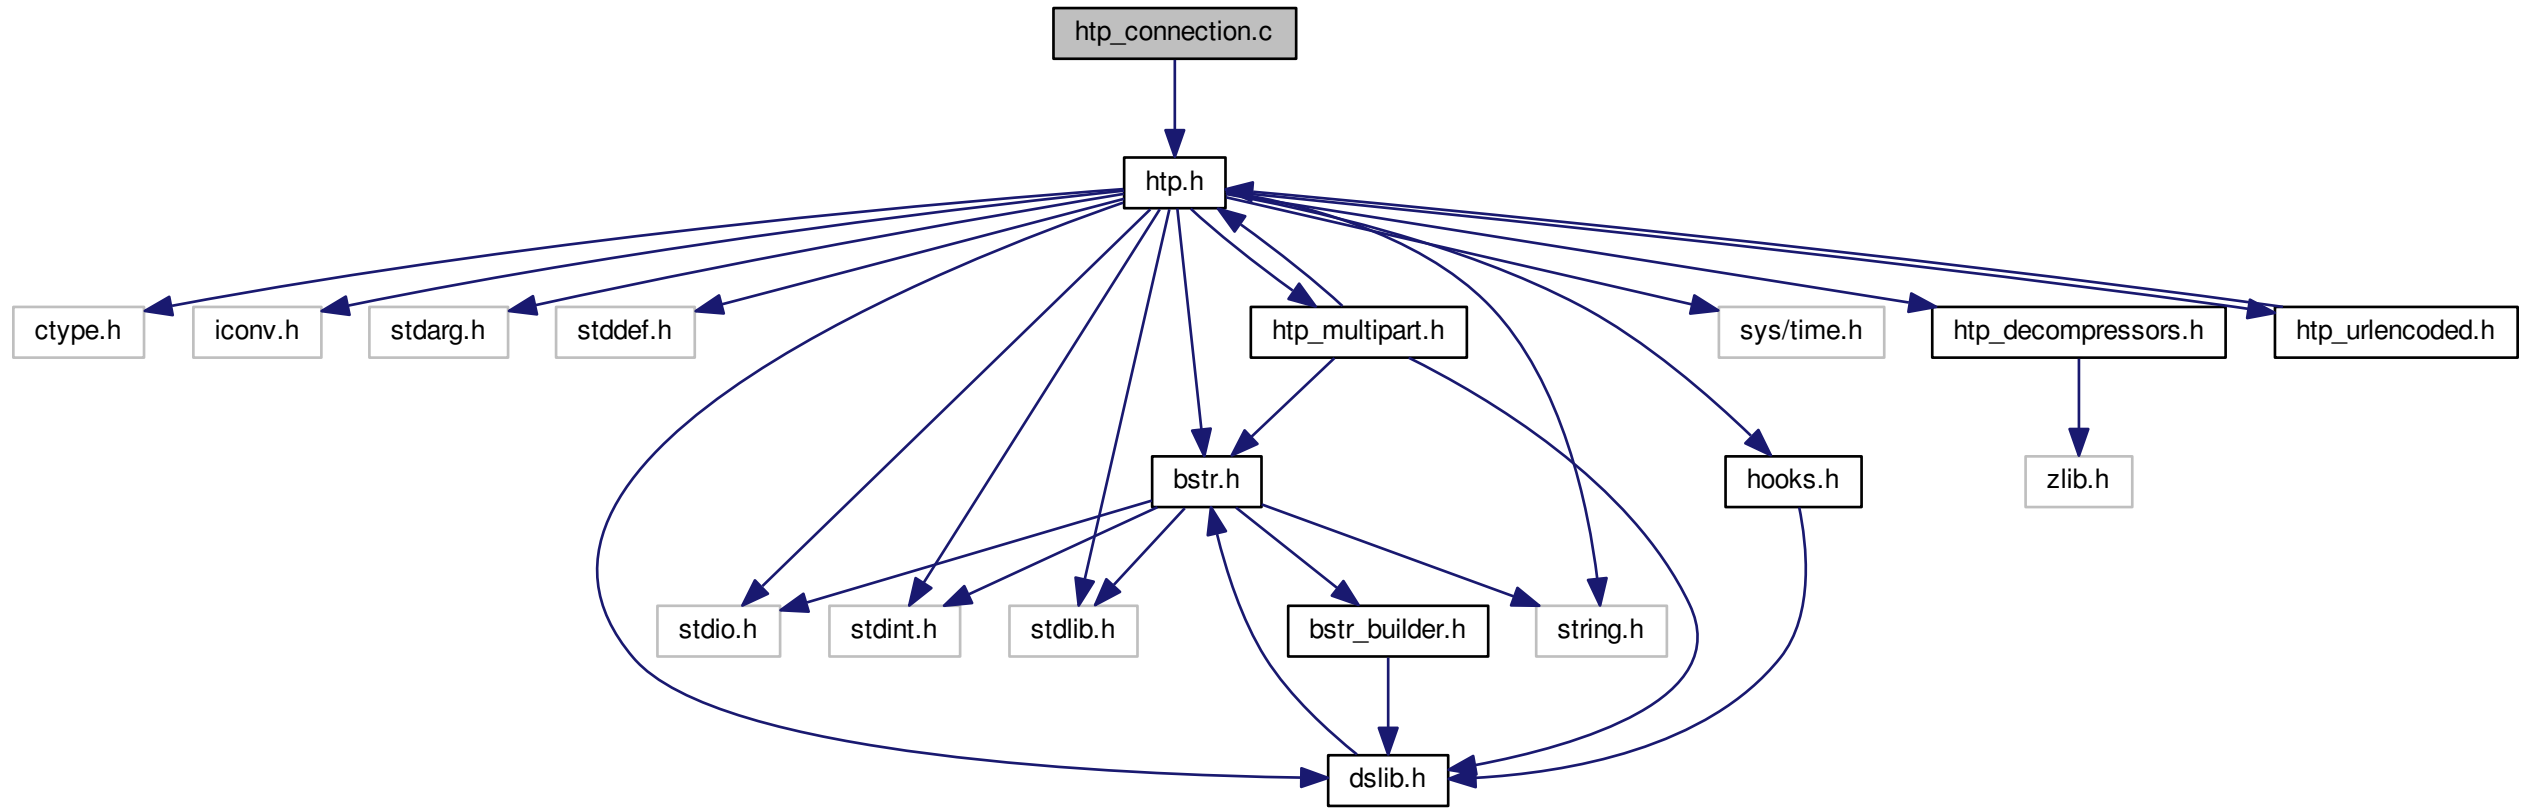 htp_connection.c
htp.h
ctype.h
iconv.h
stdarg.h
stddef.h
htp_multipart.h
sys/time.h
htp_decompressors.h
htp_urlencoded.h
bstr.h
hooks.h
zlib.h
stdio.h
stdint.h
stdlib.h
bstr_builder.h
string.h
dslib.h